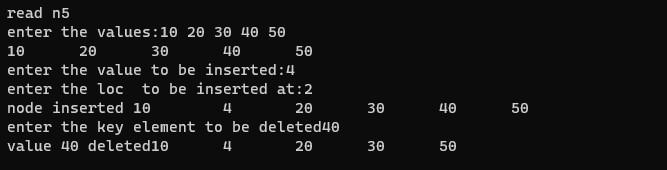 read n5
enter the values:10 20 30 40 50
10      20      30      40      50
enter the value to be inserted:4
enter the loc  to be inserted at:2
node inserted 10        4       20      30      40      50
enter the key element to be deleted40
value 40 deleted10      4       20      30      50